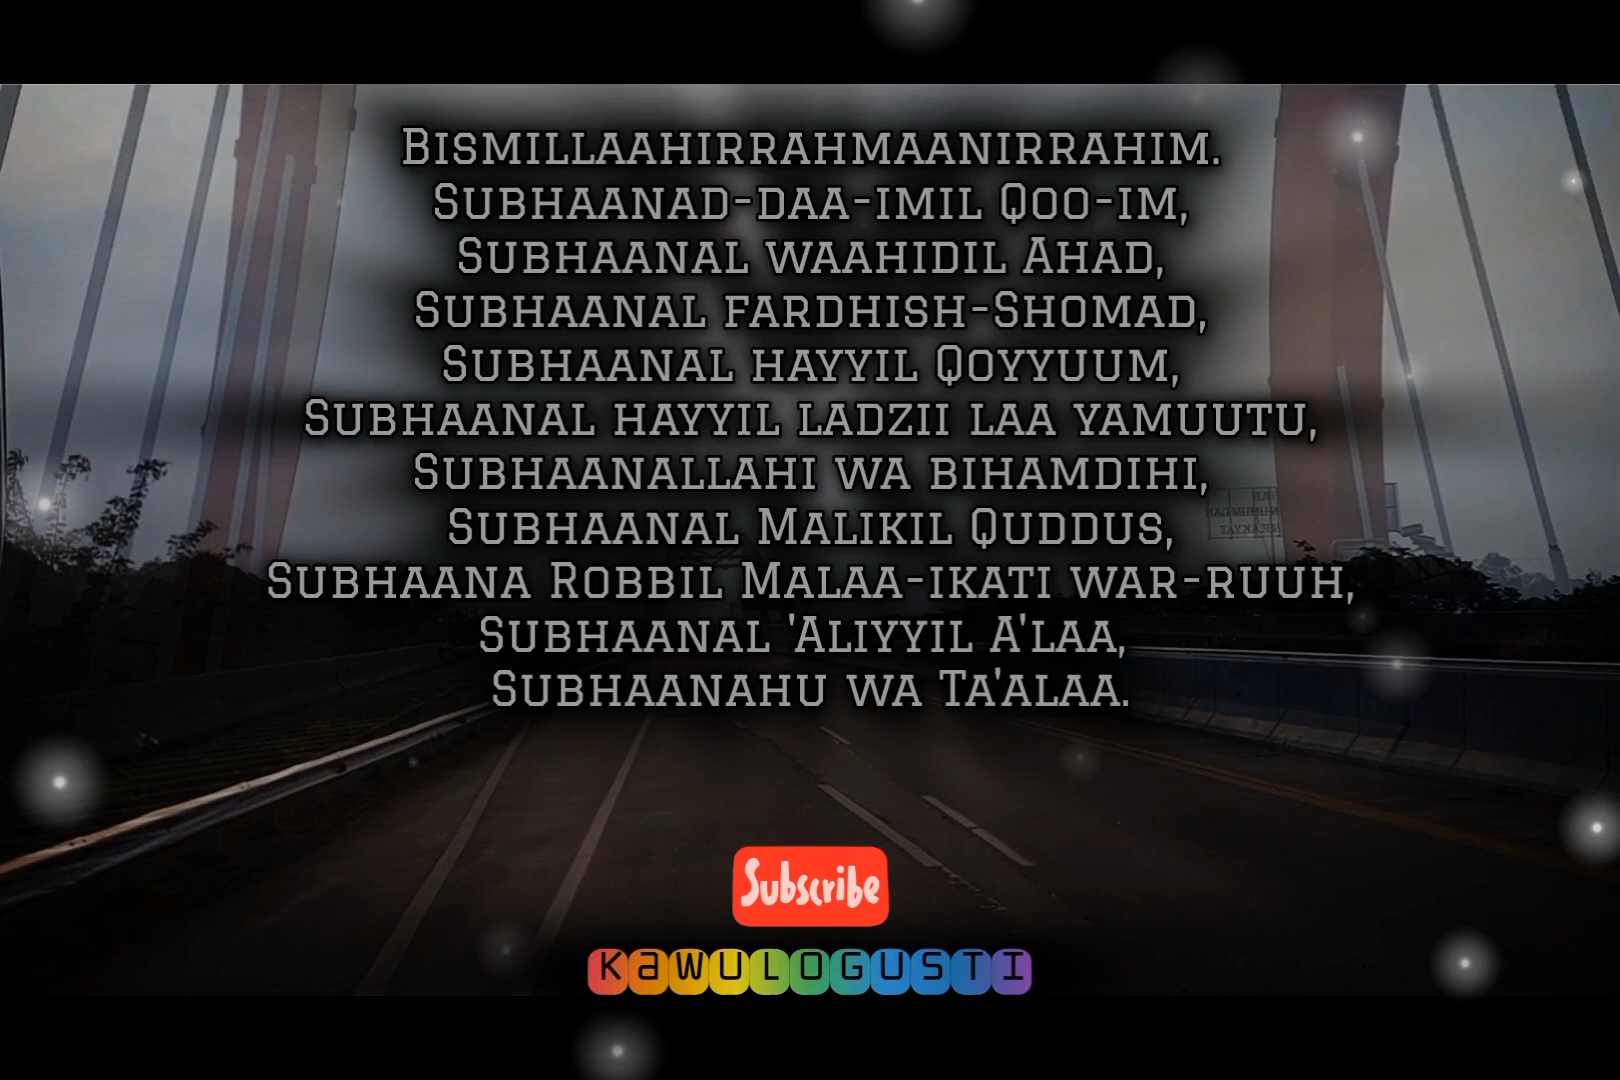 Bismillaahirrahmaanirrahim.
Subhaanad-daa-imil Qoo-im,
Subhaanal waahidil Ahad,
Subhaanal fardhish-Shomad,
Subhaanal hayyil Qoyyuum,
Subhaanal hayyil ladzii laa yamuutu,
Subhaanallahi wa bihamdihi,
Subhaanal Malikil Quddus,
Subhaana Robbil Malaa-ikati war-ruuh,
Subhaanal 'Aliyyil A'laa,
Subhaanahu wa Ta'alaa.
Subscribe
KaWULOGUSTI